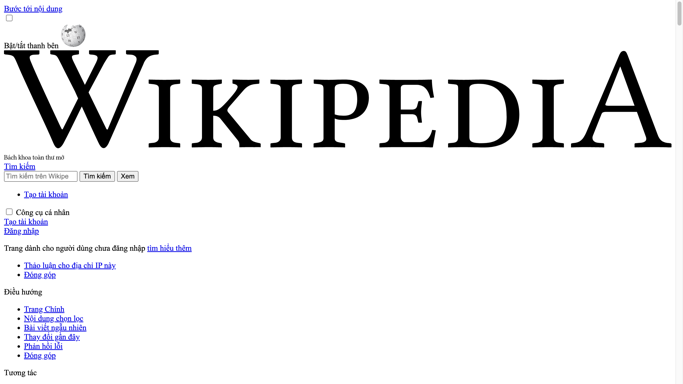 Bước tới nội dung
Bật/tắt thanh bên
WIKIPEDIA
Bách khoa toàn thư mở
Tìm kiếm
Tìm kiếm trên Wikipe Tìm kiếm Xem
Tạo tài khoản
Công cụ cá nhân
Tạo tài khoản
Đăng nhập
Trang dành cho người dùng chưa đăng nhập tìm hiểu thêm
Thảo luận cho địa chỉ IP này
Đóng góp
Điều hướng
Trang Chính
Nội dung chọn lọc
Bài viết ngẫu nhiên
Thay đổi gần đây
Phản hồi lỗi
Đóng góp
Tương tác